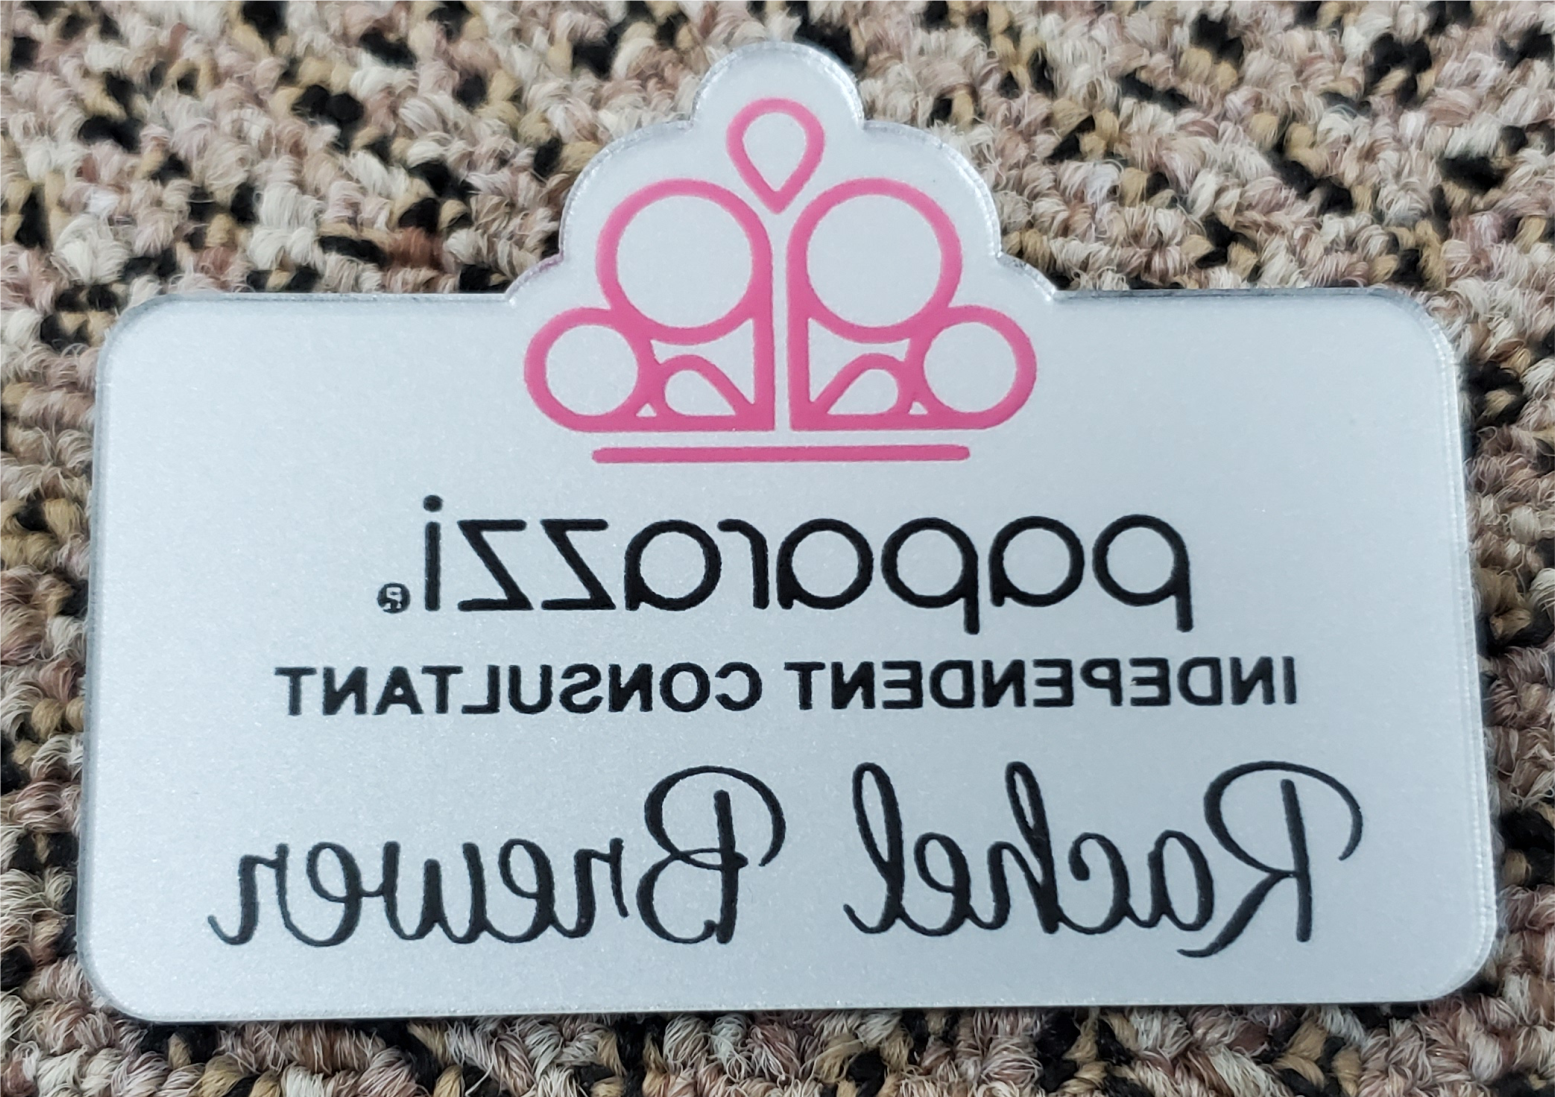 paparazzi®
INDEPENDENT CONSULTANT
Rachel Brewer